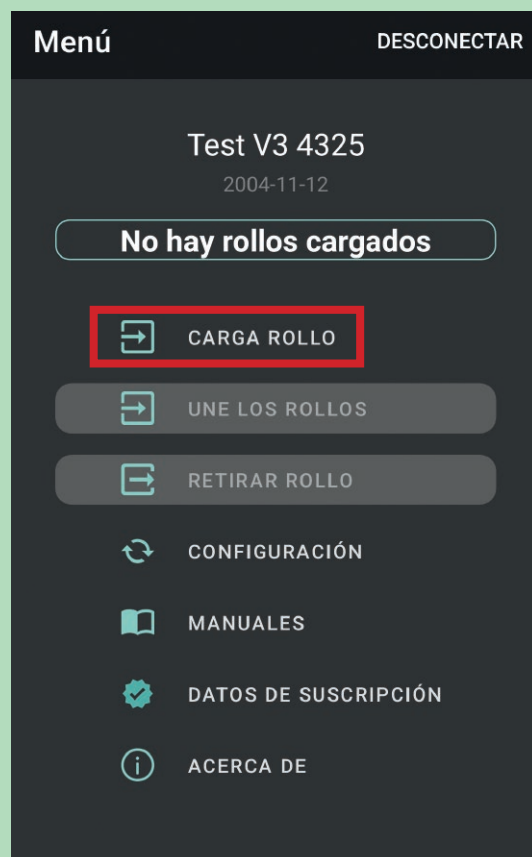 Menú
DESCONECTAR
Test V3 4325
2004-11-12
No hay rollos cargados
CARGA ROLLO
UNE LOS ROLLOS
RETIRAR ROLLO
CONFIGURACIÓN
MANUALES
DATOS DE SUSCRIPCIÓN
ACERCA DE